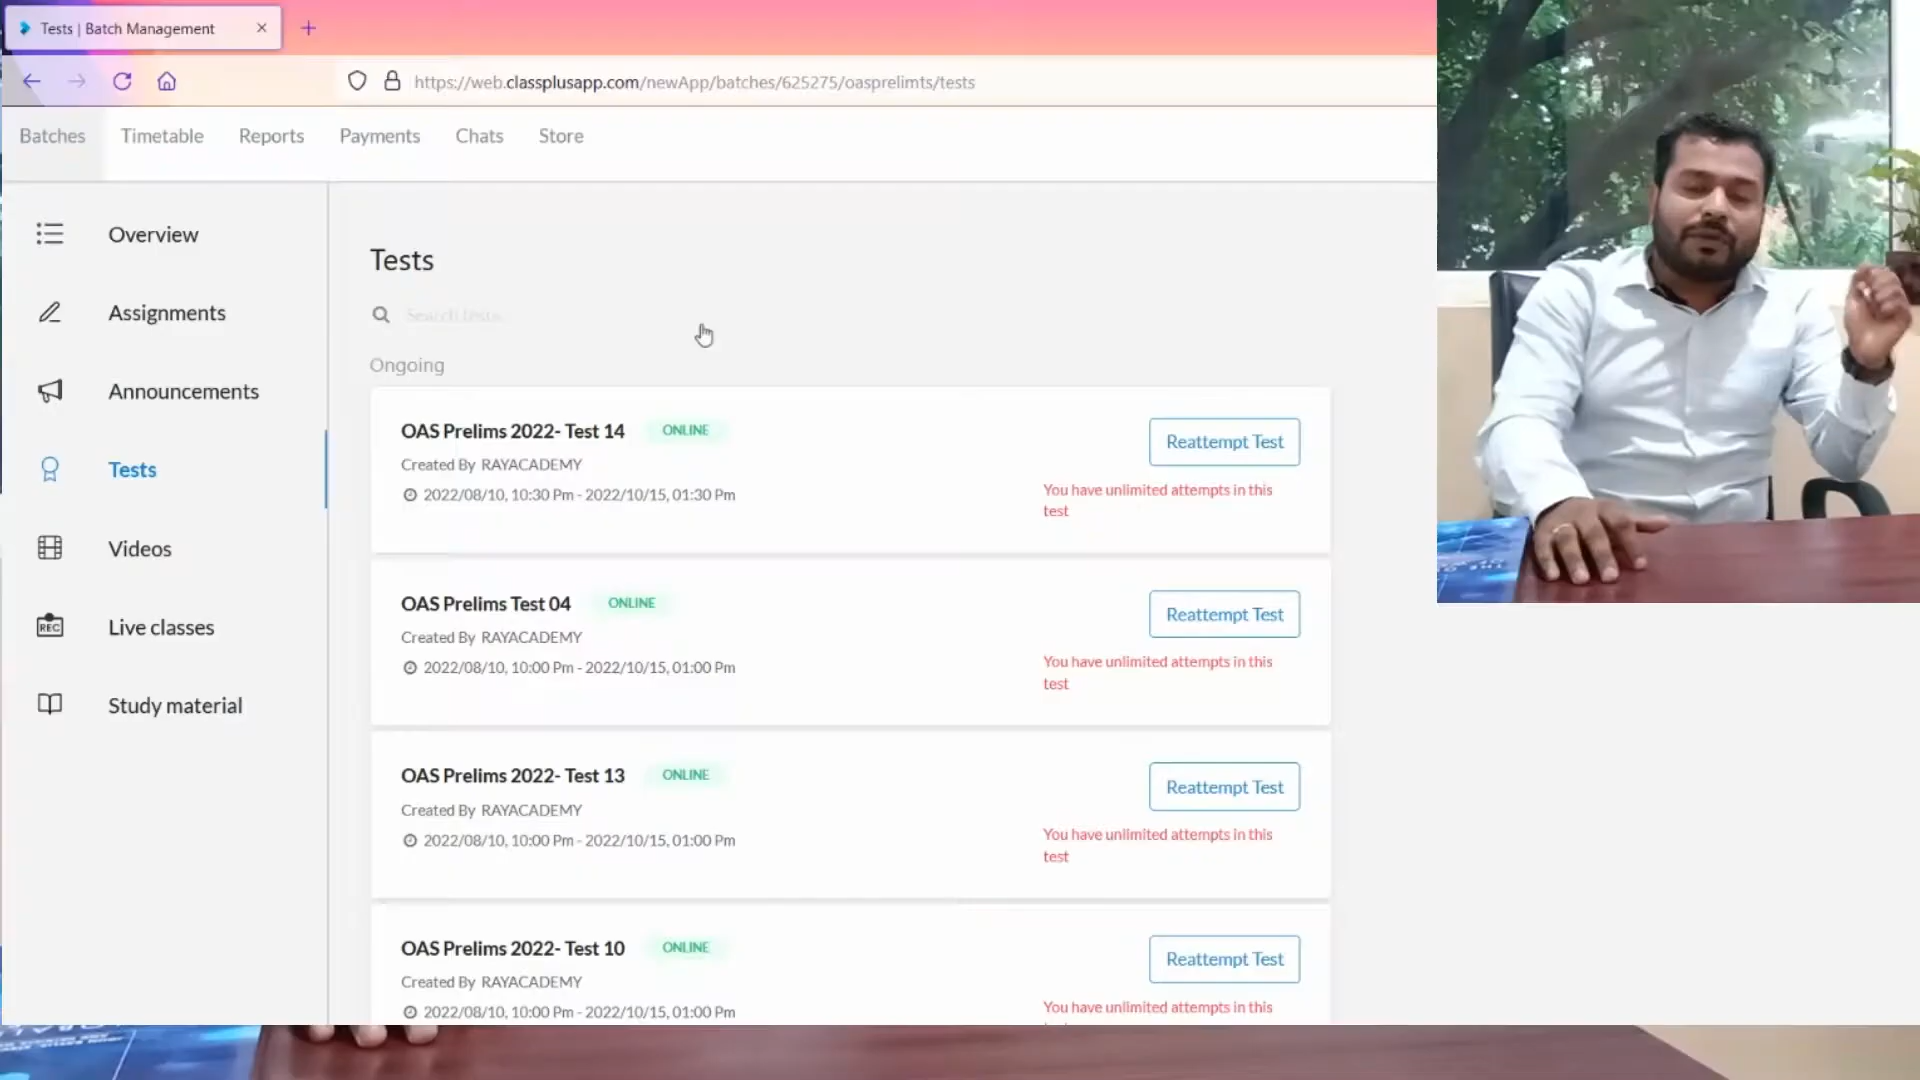 Tests | Batch Management
https://web.classplusapp.com/newApp/batches/625275/oasprelimts/tests
Batches Timetable Reports Payments Chats Store
Overview
Assignments
Announcements
Tests
Videos
REC
Live classes
Study material
Tests
Search tests
Ongoing
OAS Prelims 2022- Test 14 ONLINE
Created By RAYACADEMY
2022/08/10, 10:30 Pm - 2022/10/15, 01:30 Pm
Reattempt Test
You have unlimited attempts in this
test
OAS Prelims Test 04 ONLINE
Created By RAYACADEMY
2022/08/10, 10:00 Pm - 2022/10/15, 01:00 Pm
Reattempt Test
You have unlimited attempts in this
test
OAS Prelims 2022- Test 13 ONLINE
Created By RAYACADEMY
2022/08/10, 10:00 Pm - 2022/10/15, 01:00 Pm
Reattempt Test
You have unlimited attempts in this
test
OAS Prelims 2022- Test 10 ONLINE
Created By RAYACADEMY
2022/08/10, 10:00 Pm - 2022/10/15, 01:00 Pm
Reattempt Test
You have unlimited attempts in this